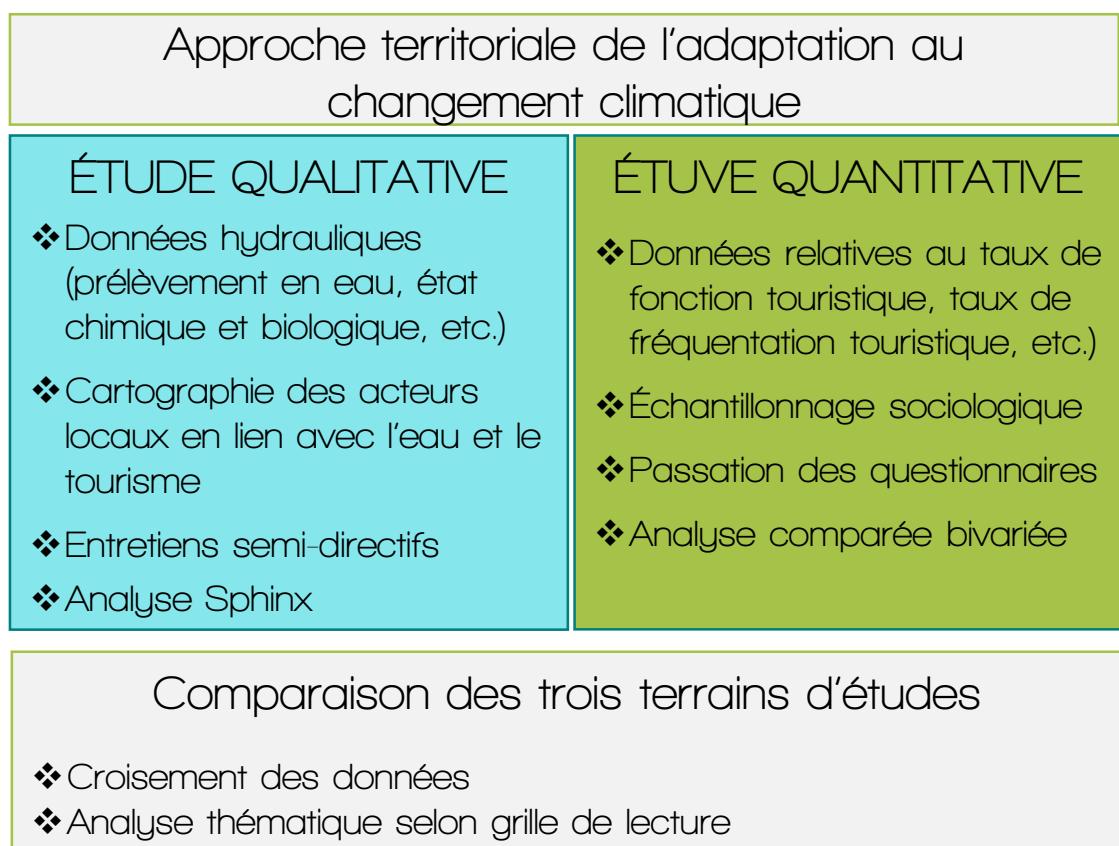 Approche territoriale de l'adaptation au
changement climatique
ÉTUDE QUALITATIVE
❖Données hydrauliques
(prélèvement en eau, état
chimique et biologique, etc.)
❖Cartographie des acteurs
locaux en lien avec l'eau et le
tourisme
❖Entretiens semi-directifs
❖Analyse Sphinx
ÉTUVE QUANTITATIVE
❖Données relatives au taux de
fonction touristique, taux de
fréquentation touristique, etc.)
❖Échantillonnage sociologique
❖Passation des questionnaires
❖Analyse comparée bivariée
Comparaison des trois terrains d'études
❖Croisement des données
❖Analyse thématique selon grille de lecture